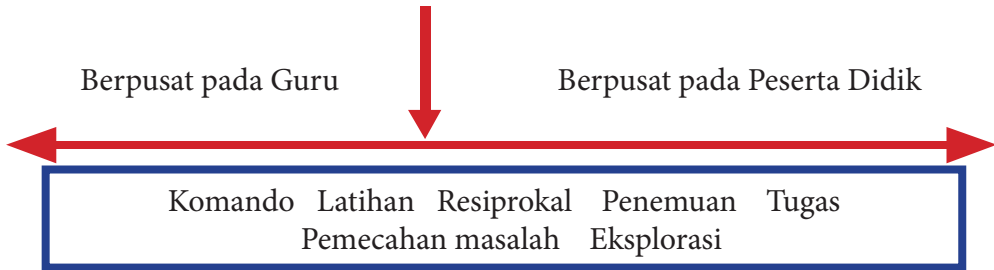 Berpusat pada Guru
Berpusat pada Peserta Didik
Komando Latihan Resiprokal Penemuan Tugas
Pemecahan masalah Eksplorasi